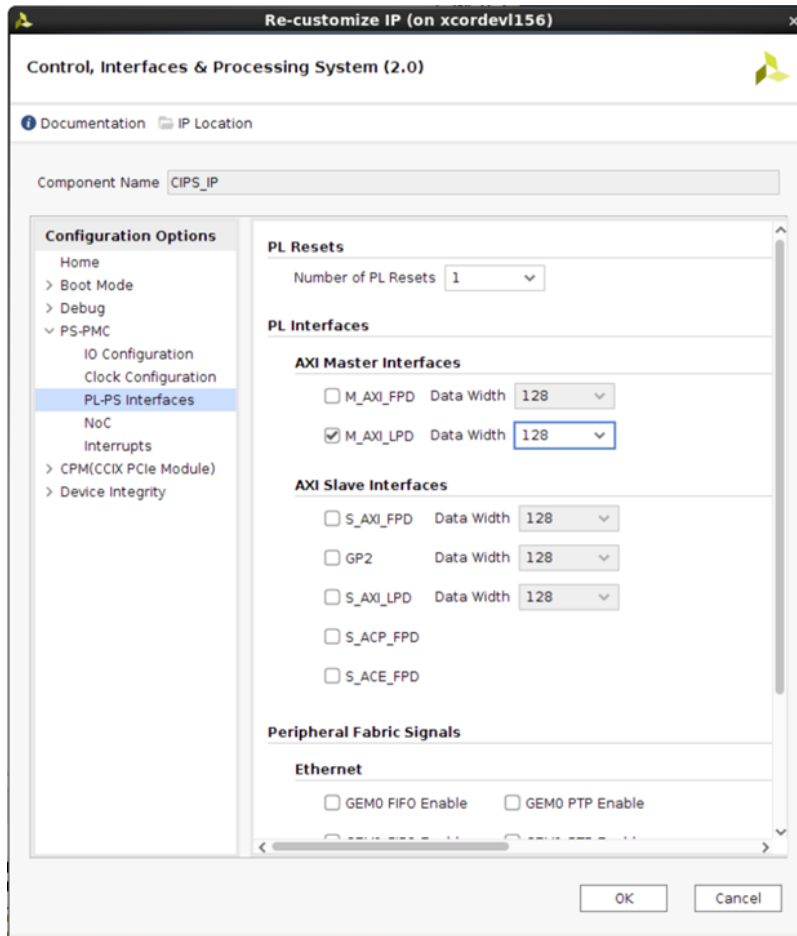 Re-customize IP (on xcordevl156)
Control, Interfaces & Processing System (2.0)
Documentation IP Location
Component Name CIPS_IP
Configuration Options
Home
Boot Mode
Debug
PS-PMC
IO Configuration
Clock Configuration
PL-PS Interfaces
NoC
Interrupts
CPM(CCIX PCIe Module)
Device Integrity
PL Resets
Number of PL Resets 1
PL Interfaces
AXI Master Interfaces
M_AXI_FPD Data Width 128
M_AXI_LPD Data Width 128
AXI Slave Interfaces
S_AXI_FPD Data Width 128
GP2 Data Width 128
S_AXI_LPD Data Width 128
S_ACP_FPD
S_ACE_FPD
Peripheral Fabric Signals
Ethernet
GEM0 FIFO Enable GEM0 PTP Enable
OK Cancel